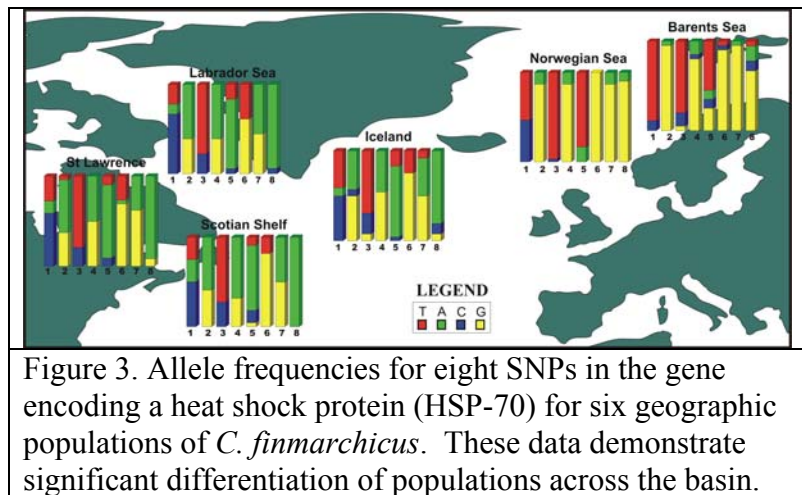 Barents Sea
Norwegian Sea
Labrador Sea
Iceland
St Lawrence
Scotian Shelf
1 2 3 4 5 6 7 8
1 2 3 4 5 6 7 8
1 2 3 4 5 6 7 8
1 2 3 4 5 6 7 8
1 2 3 4 5 6 7 8
1 2 3 4 5 6 7 8
LEGEND
T A C G
Figure 3. Allele frequencies for eight SNPs in the gene
encoding a heat shock protein (HSP-70) for six geographic
populations of C. finmarchicus. These data demonstrate
significant differentiation of populations across the basin.